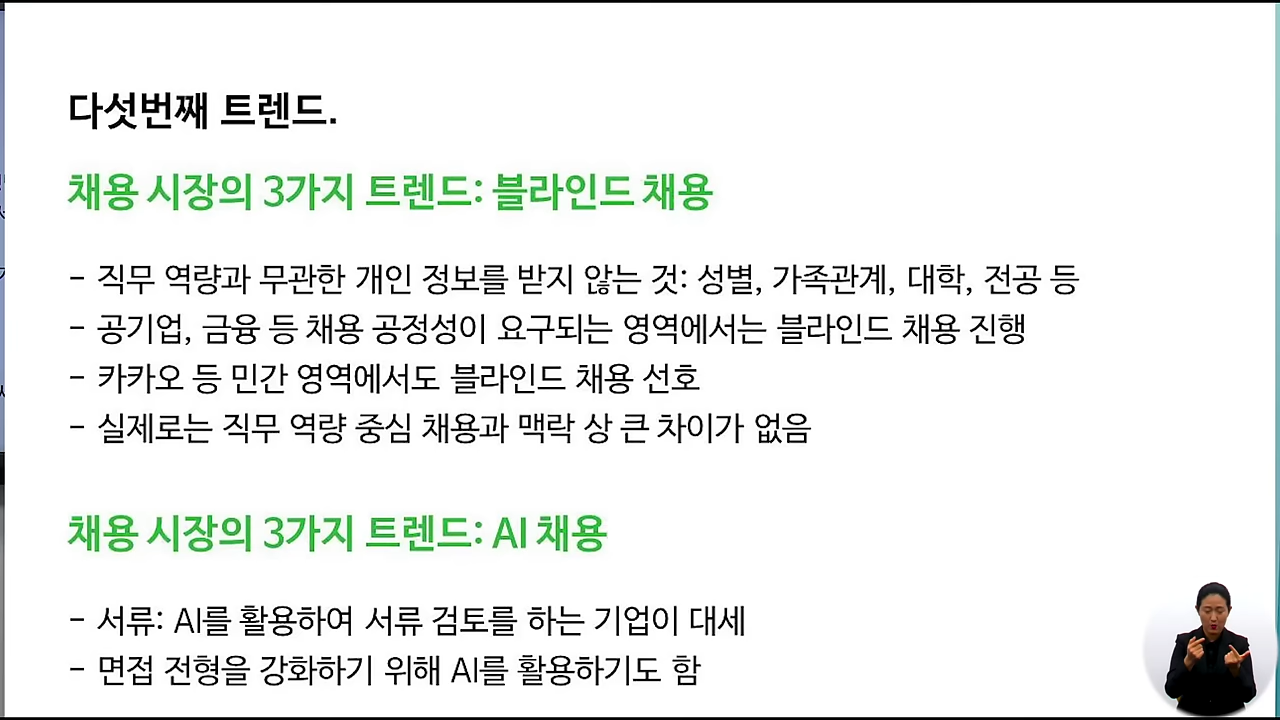 다섯번째 트렌드.
채용 시장의 3가지 트렌드: 블라인드 채용
- 직무 역량과 무관한 개인 정보를 받지 않는 것: 성별, 가족관계, 대학, 전공 등
- 공기업, 금융 등 채용 공정성이 요구되는 영역에서는 블라인드 채용 진행
- 카카오 등 민간 영역에서도 블라인드 채용 선호
- 실제로는 직무 역량 중심 채용과 맥락 상 큰 차이가 없음
채용 시장의 3가지 트렌드: AI 채용
- 서류: AI를 활용하여 서류 검토를 하는 기업이 대세
- 면접 전형을 강화하기 위해 AI를 활용하기도 함